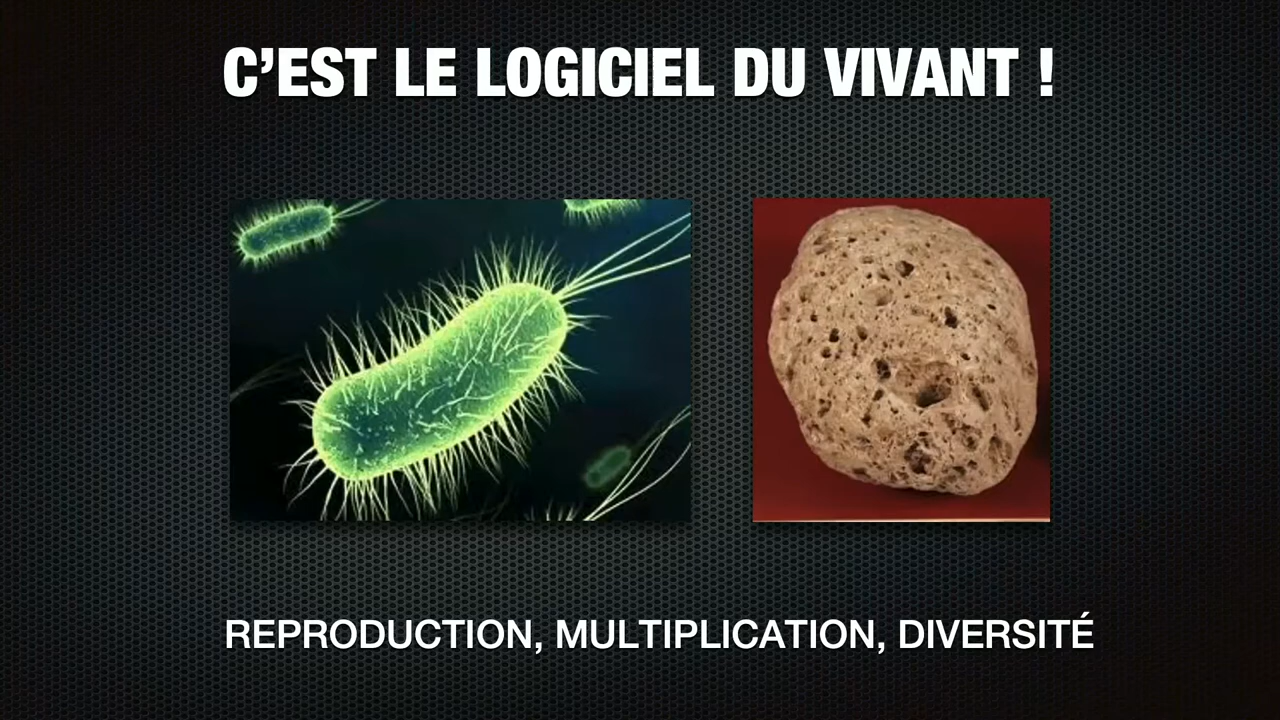 C’EST LE LOGICIEL DU VIVANT !
REPRODUCTION, MULTIPLICATION, DIVERSITÉ